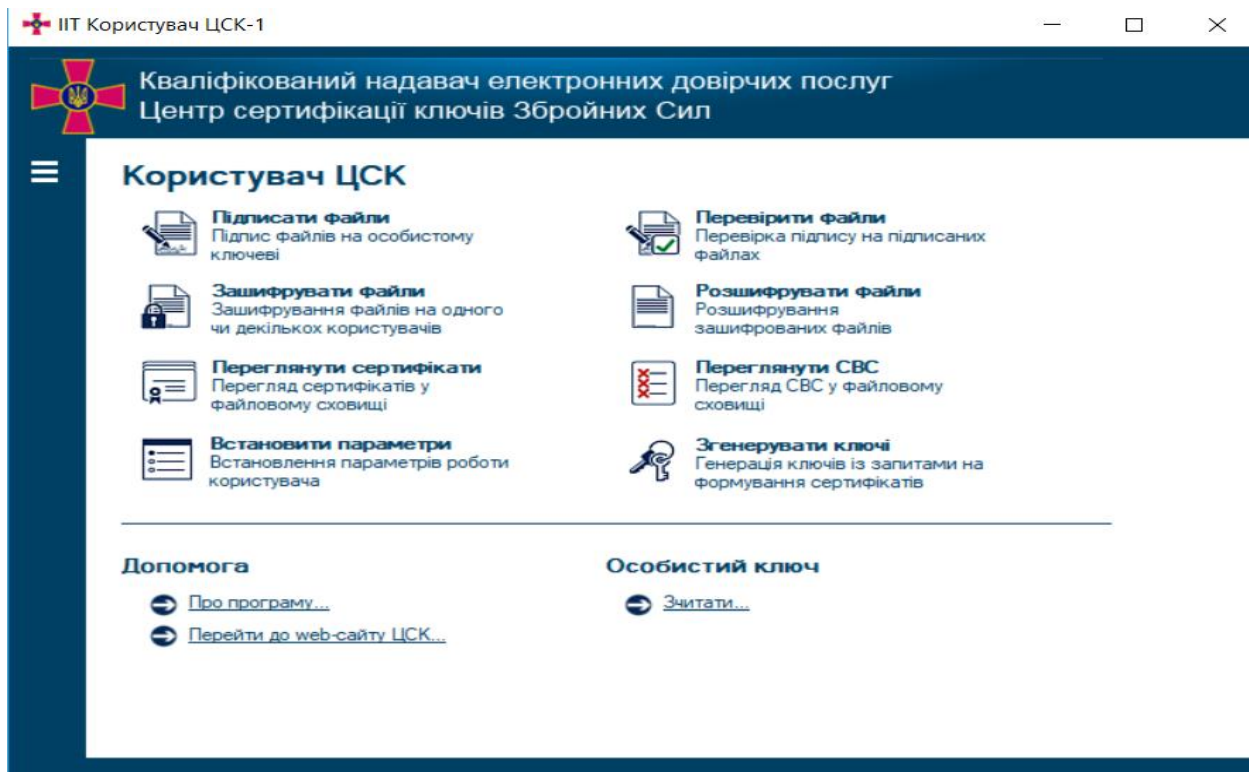 ІІТ Користувач ЦСК-1
Кваліфікований надавач електронних довірчих послуг
Центр сертифікації ключів Збройних Сил
Користувач ЦСК
Підписати файли
Підпис файлів на особистому
ключеві
Перевірити файли
Перевірка підпису на підписаних
файлах
Зашифрувати файли
Зашифрування файлів на одного
чи декількох користувачів
Розшифрувати файли
Розшифрування
зашифрованих файлів
Переглянути сертифікати
Перегляд сертифікатів у
файловому сховищі
Переглянути СВС
Перегляд СВС у файловому
сховищі
Встановити параметри
Встановлення параметрів роботи
користувача
Згенерувати ключі
Генерація ключів із запитами на
формування сертифікатів
Допомога
Про програму...
Перейти до web-сайту ЦСК...
Особистий ключ
Зчитати...